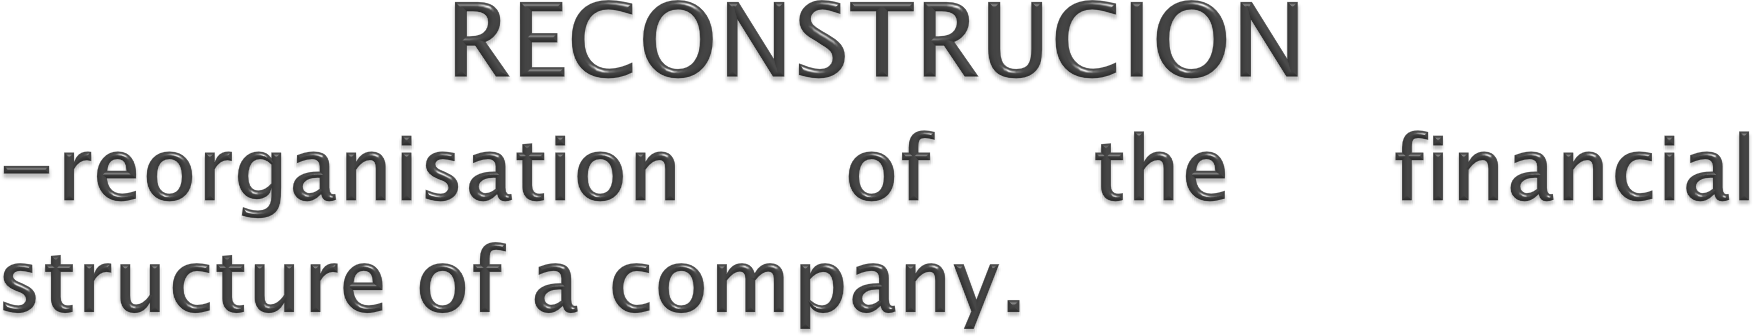 RECONSTRUCION
–reorganisation of the financial
structure of a company.